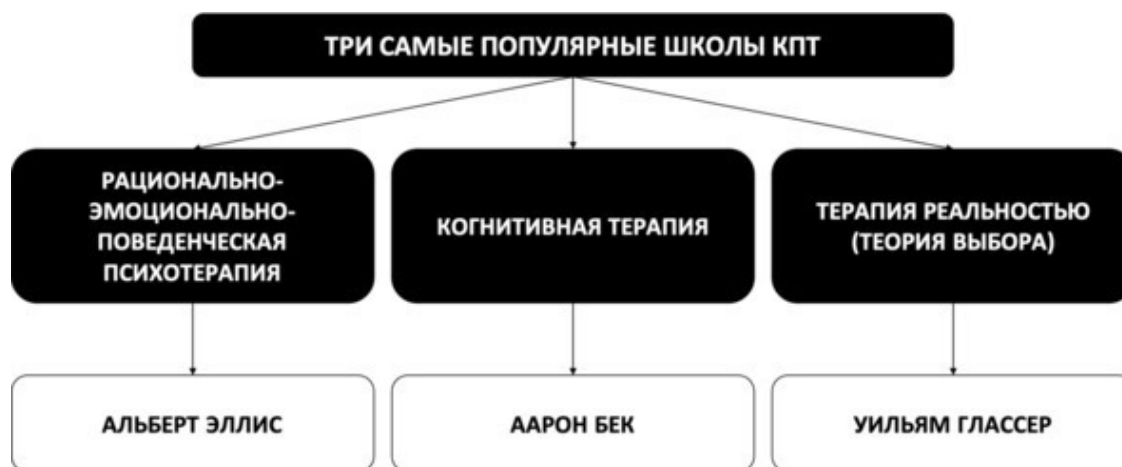 ТРИ САМЫЕ ПОПУЛЯРНЫЕ ШКОЛЫ КПТ
РАЦИОНАЛЬНО-
ЭМОЦИОНАЛЬНО-
ПОВЕДЕНЧЕСКАЯ
ПСИХОТЕРАПИЯ
КОГНИТИВНАЯ ТЕРАПИЯ
ТЕРАПИЯ РЕАЛЬНОСТЬЮ
(ТЕОРИЯ ВЫБОРА)
АЛЬБЕРТ ЭЛЛИС
ААРОН БЕК
УИЛЬЯМ ГЛАССЕР